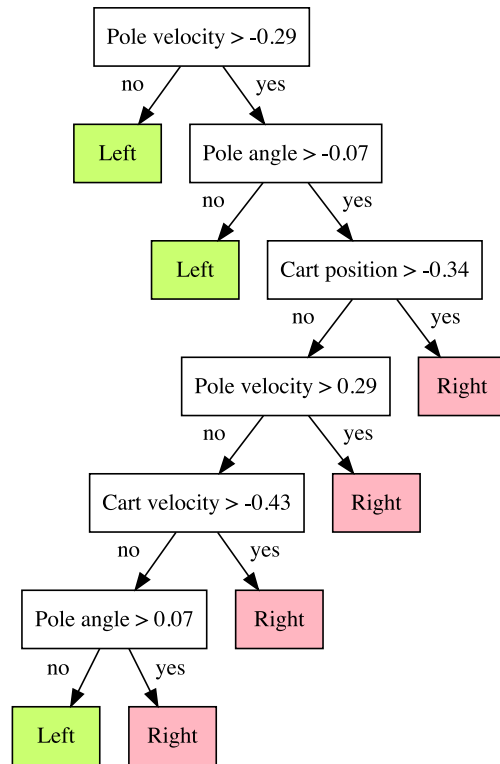 Pole velocity > -0.29
no
yes
Left
Pole angle > -0.07
no
yes
Left
Cart position > -0.34
no
yes
Pole velocity > 0.29
Right
no
yes
Cart velocity > -0.43
Right
no
yes
Pole angle > 0.07
Right
no
yes
Left
Right